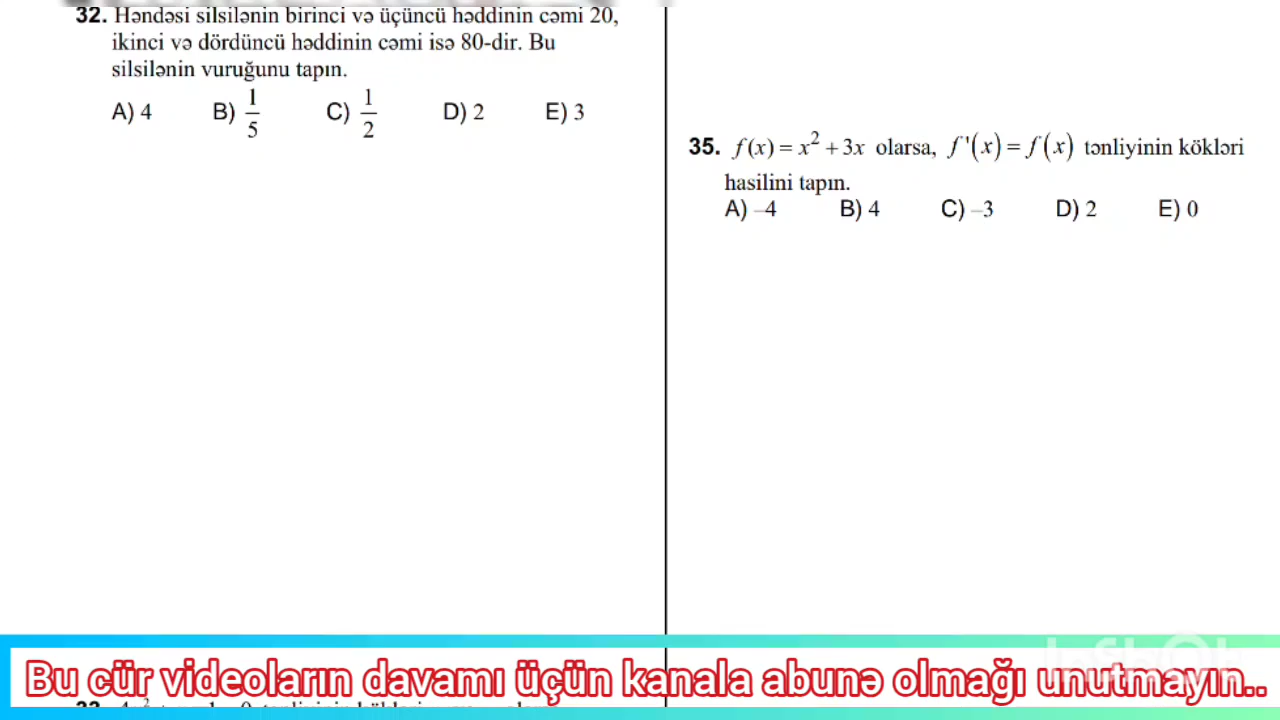 32. Həndəsi silsilənin birinci və üçüncü həddinin cəmi 20,
ikinci və dördüncü həddinin cəmi isə 80-dir. Bu
silsilənin vuruğunu tapın.
A) 4 B) 1/5 C) 1/2 D) 2 E) 3
35. f(x) = x² + 3x olarsa, f'(x) = f(x) tənliyinin kökləri
hasilini tapın.
A) –4 B) 4 C) –3 D) 2 E) 0
Bu cür videoların davamı üçün kanala abunə olmağı unutmayın..